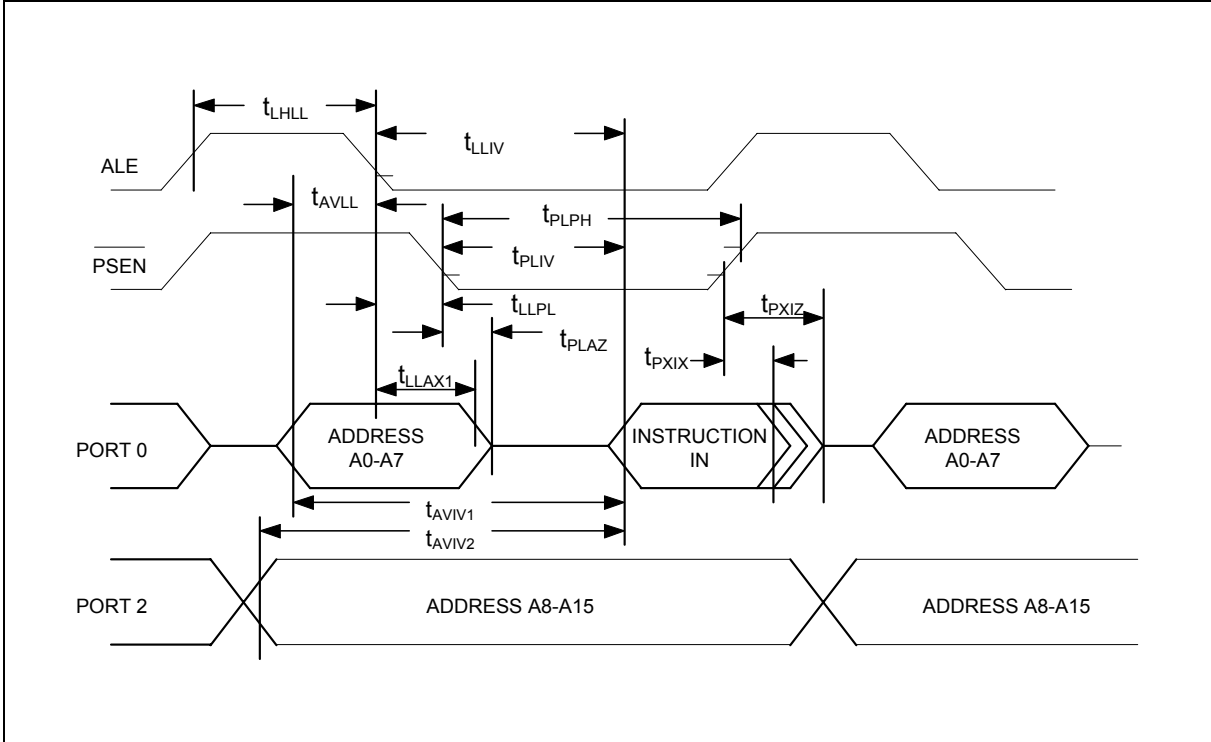 tLHLL
ALE
tLLIV
tAVLL
tPLPH
PSEN
tPLIV
tLLPL
tPXIZ
tPLAZ
tPXIX
tLLAX1
PORT 0
ADDRESS
A0-A7
INSTRUCTION
IN
ADDRESS
A0-A7
tAVIV1
tAVIV2
PORT 2
ADDRESS A8-A15
ADDRESS A8-A15